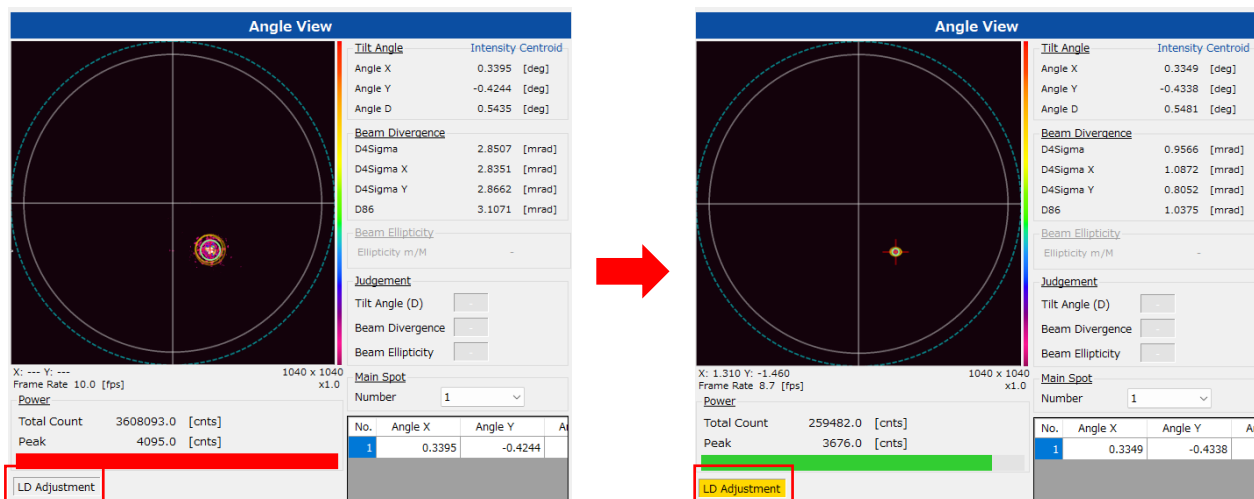 Angle View
Tilt Angle Intensity Centroid
Angle X 0.3395 [deg]
Angle Y -0.4244 [deg]
Angle D 0.5435 [deg]
Beam Divergence
D4Sigma 2.8507 [mrad]
D4Sigma X 2.8351 [mrad]
D4Sigma Y 2.8662 [mrad]
D86 3.1071 [mrad]
Beam Ellipticity
Ellipticity m/M -
Judgement
Tilt Angle (D) -
Beam Divergence -
Beam Ellipticity -
X: --- Y: --- 1040 x 1040
Frame Rate 10.0 [fps] x1.0
Main Spot
Number 1
Power
Total Count 3608093.0 [cnts]
Peak 4095.0 [cnts]
No. Angle X Angle Y
1 0.3395 -0.4244
LD Adjustment
Angle View
Tilt Angle Intensity Centroid
Angle X 0.3349 [deg]
Angle Y -0.4338 [deg]
Angle D 0.5481 [deg]
Beam Divergence
D4Sigma 0.9566 [mrad]
D4Sigma X 1.0872 [mrad]
D4Sigma Y 0.8052 [mrad]
D86 1.0375 [mrad]
Beam Ellipticity
Ellipticity m/M -
Judgement
Tilt Angle (D) -
Beam Divergence -
Beam Ellipticity -
X: 1.310 Y: -1.460 1040 x 1040
Frame Rate 8.7 [fps] x1.0
Main Spot
Number 1
Power
Total Count 259482.0 [cnts]
Peak 3676.0 [cnts]
No. Angle X Angle Y
1 0.3349 -0.4338
LD Adjustment